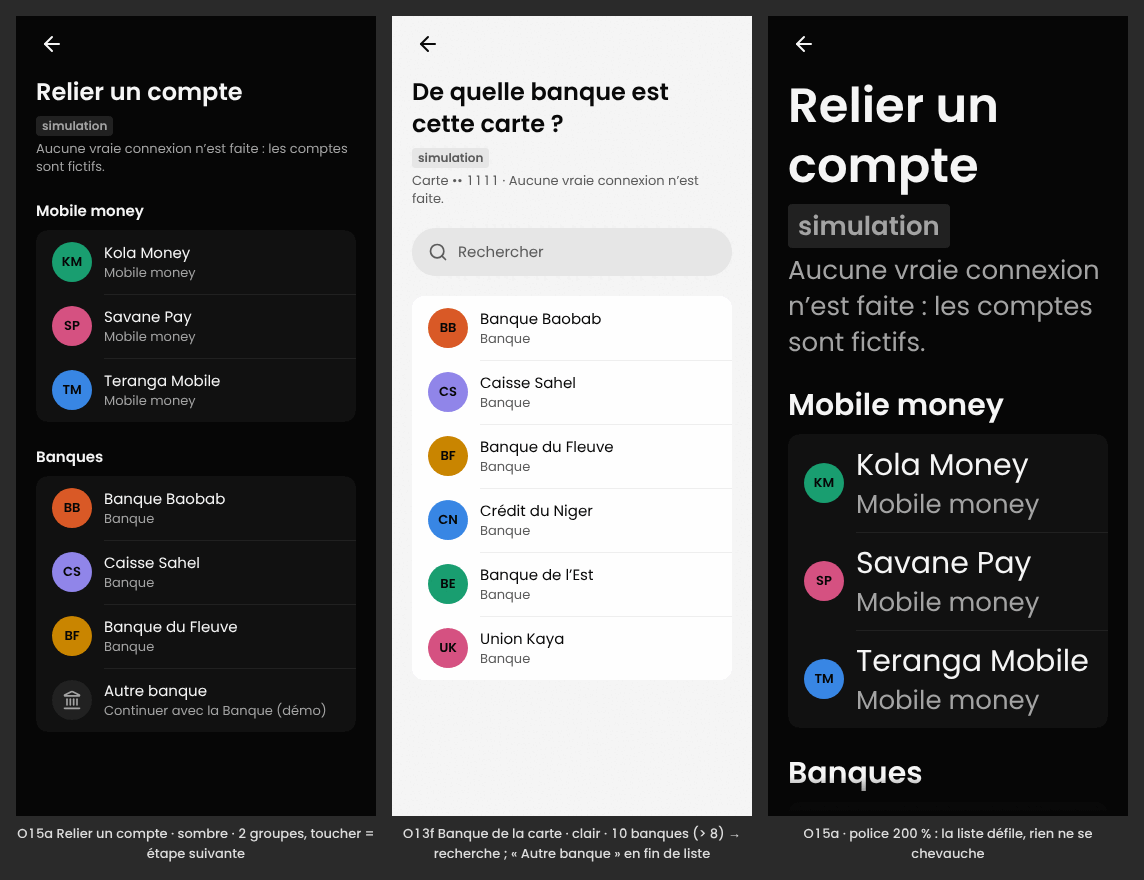 Relier un compte
simulation
Aucune vraie connexion n’est faite : les comptes
sont fictifs.
Mobile money
KM
Kola Money
Mobile money
SP
Savane Pay
Mobile money
TM
Teranga Mobile
Mobile money
Banques
BB
Banque Baobab
Banque
CS
Caisse Sahel
Banque
BF
Banque du Fleuve
Banque
Autre banque
Continuer avec la Banque (démo)
O15a Relier un compte · sombre · 2 groupes, toucher =
étape suivante
De quelle banque est
cette carte ?
simulation
Carte •• 1111 · Aucune vraie connexion n’est
faite.
Rechercher
BB
Banque Baobab
Banque
CS
Caisse Sahel
Banque
BF
Banque du Fleuve
Banque
CN
Crédit du Niger
Banque
BE
Banque de l’Est
Banque
UK
Union Kaya
Banque
O13f Banque de la carte · clair · 10 banques (> 8) →
recherche ; « Autre banque » en fin de liste
Relier un
compte
simulation
Aucune vraie connexion
n’est faite : les comptes
sont fictifs.
Mobile money
KM
Kola Money
Mobile money
SP
Savane Pay
Mobile money
TM
Teranga Mobile
Mobile money
Banques
O15a · police 200 % : la liste défile, rien ne se
chevauche